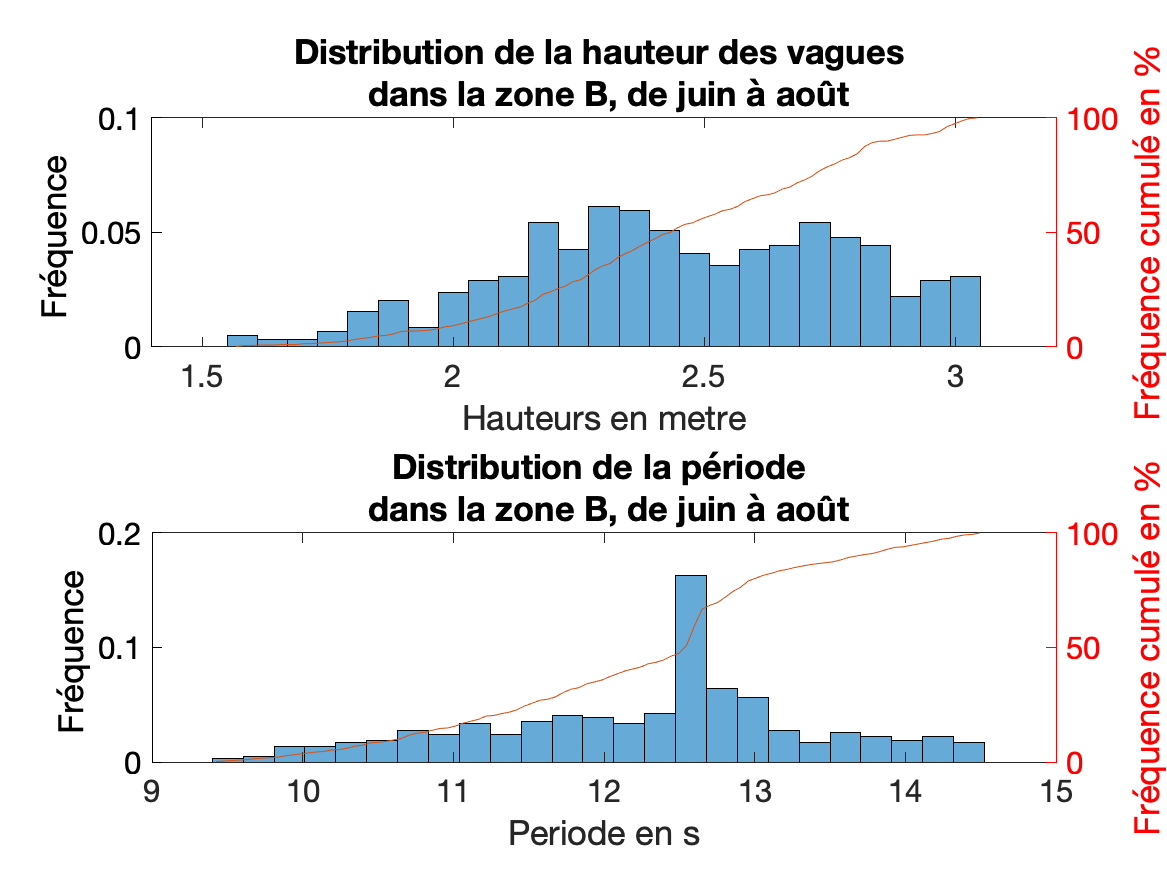 Distribution de la hauteur des vagues
dans la zone B, de juin à août
0.1
0.05
0
Fréquence
100
50
0
Fréquence cumulé en %
1.5
2
2.5
3
Hauteurs en metre
Distribution de la période
dans la zone B, de juin à août
0.2
0.1
0
Fréquence
100
50
0
Fréquence cumulé en %
9
10
11
12
13
14
15
Periode en s